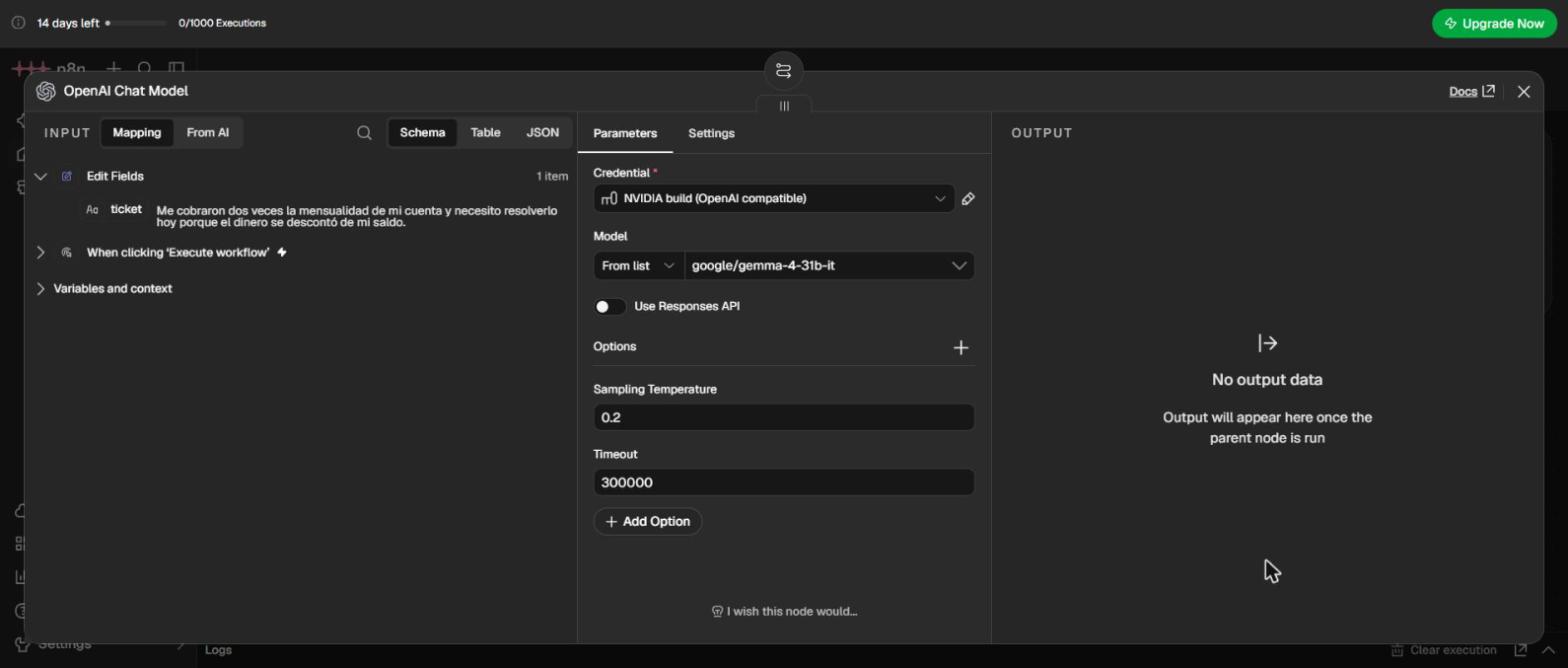 14 days left
0/1000 Executions
Upgrade Now
n8n
OpenAI Chat Model
Docs
INPUT
Mapping
From AI
Schema
Table
JSON
Parameters
Settings
OUTPUT
Edit Fields
1 item
ticket
Me cobraron dos veces la mensualidad de mi cuenta y necesito resolverlo
hoy porque el dinero se descontó de mi saldo.
When clicking ‘Execute workflow’
Variables and context
Credential *
NVIDIA build (OpenAI compatible)
Model
From list
google/gemma-4-31b-it
Use Responses API
Options
Sampling Temperature
0.2
Timeout
300000
Add Option
I wish this node would...
No output data
Output will appear here once the
parent node is run
Settings
Logs
Clear execution